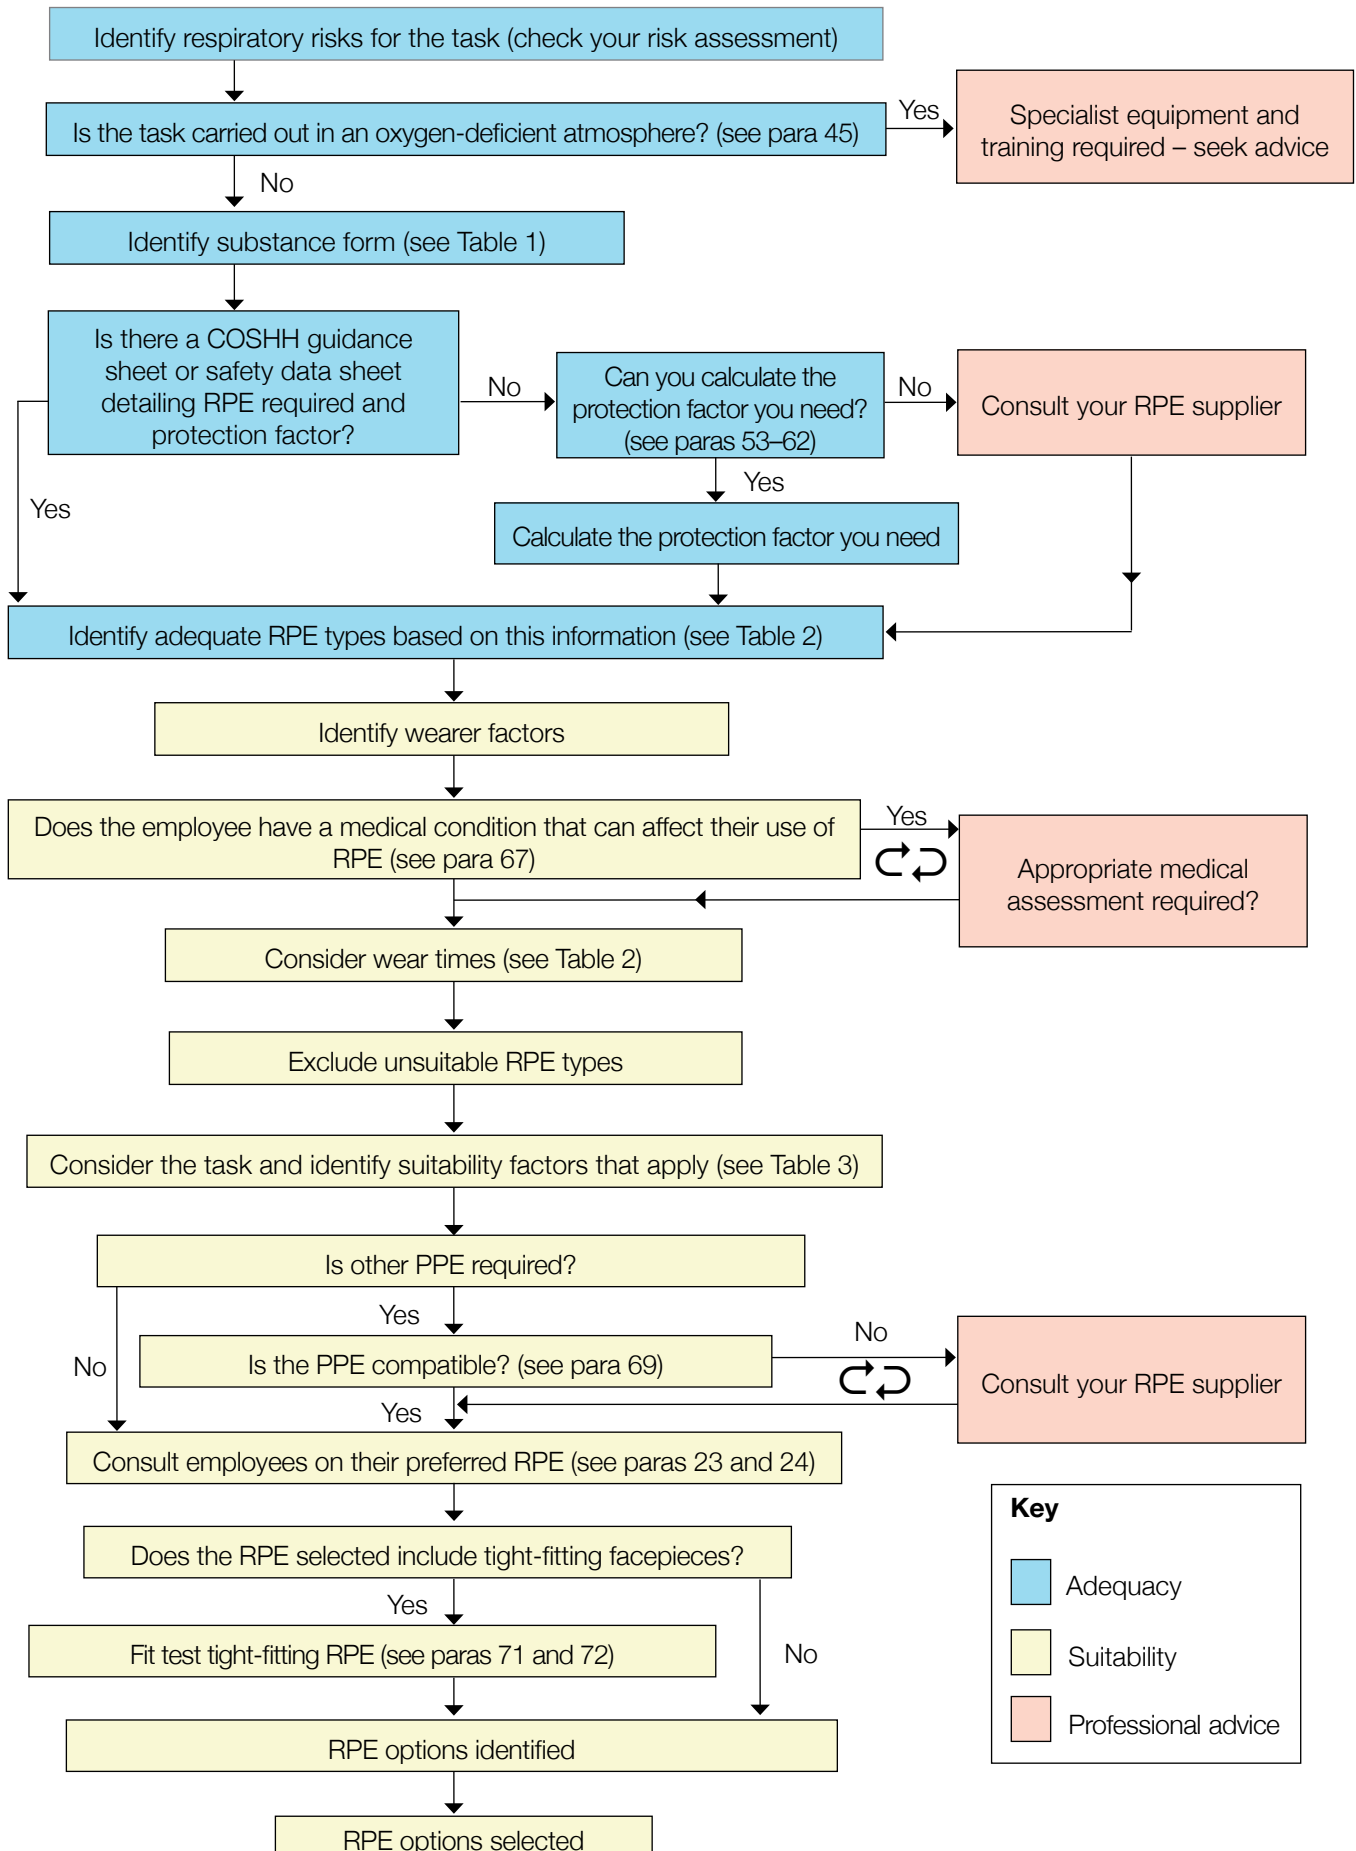 Identify respiratory risks for the task (check your risk assessment)
Is the task carried out in an oxygen-deficient atmosphere? (see para 45)
Yes
Specialist equipment and
training required – seek advice
No
Identify substance form (see Table 1)
Is there a COSHH guidance
sheet or safety data sheet
detailing RPE required and
protection factor?
No
Can you calculate the
protection factor you need?
(see paras 53–62)
No
Consult your RPE supplier
Yes
Yes
Calculate the protection factor you need
Identify adequate RPE types based on this information (see Table 2)
Identify wearer factors
Does the employee have a medical condition that can affect their use of
RPE (see para 67)
Yes
Appropriate medical
assessment required?
Consider wear times (see Table 2)
Exclude unsuitable RPE types
Consider the task and identify suitability factors that apply (see Table 3)
Is other PPE required?
Yes
No
Is the PPE compatible? (see para 69)
No
Consult your RPE supplier
Yes
Consult employees on their preferred RPE (see paras 23 and 24)
Does the RPE selected include tight-fitting facepieces?
Yes
No
Fit test tight-fitting RPE (see paras 71 and 72)
RPE options identified
RPE options selected
Key
Adequacy
Suitability
Professional advice